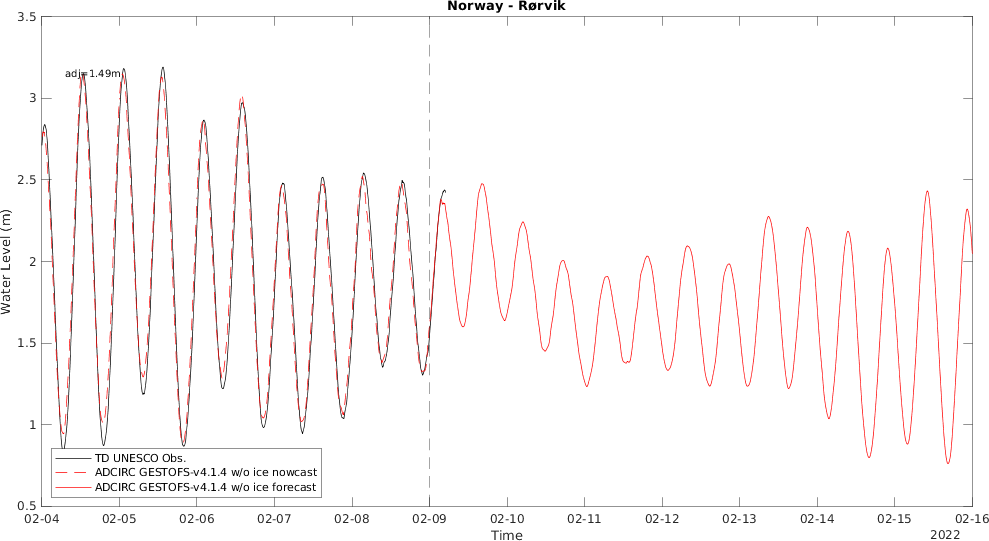 Norway - Rørvik
3.5
3
2.5
2
1.5
1
0.5
Water Level (m)
adj=1.49m
TD UNESCO Obs.
ADCIRC GESTOFS-v4.1.4 w/o ice nowcast
ADCIRC GESTOFS-v4.1.4 w/o ice forecast
02-04 02-05 02-06 02-07 02-08 02-09 02-10 02-11 02-12 02-13 02-14 02-15 02-16
Time
2022